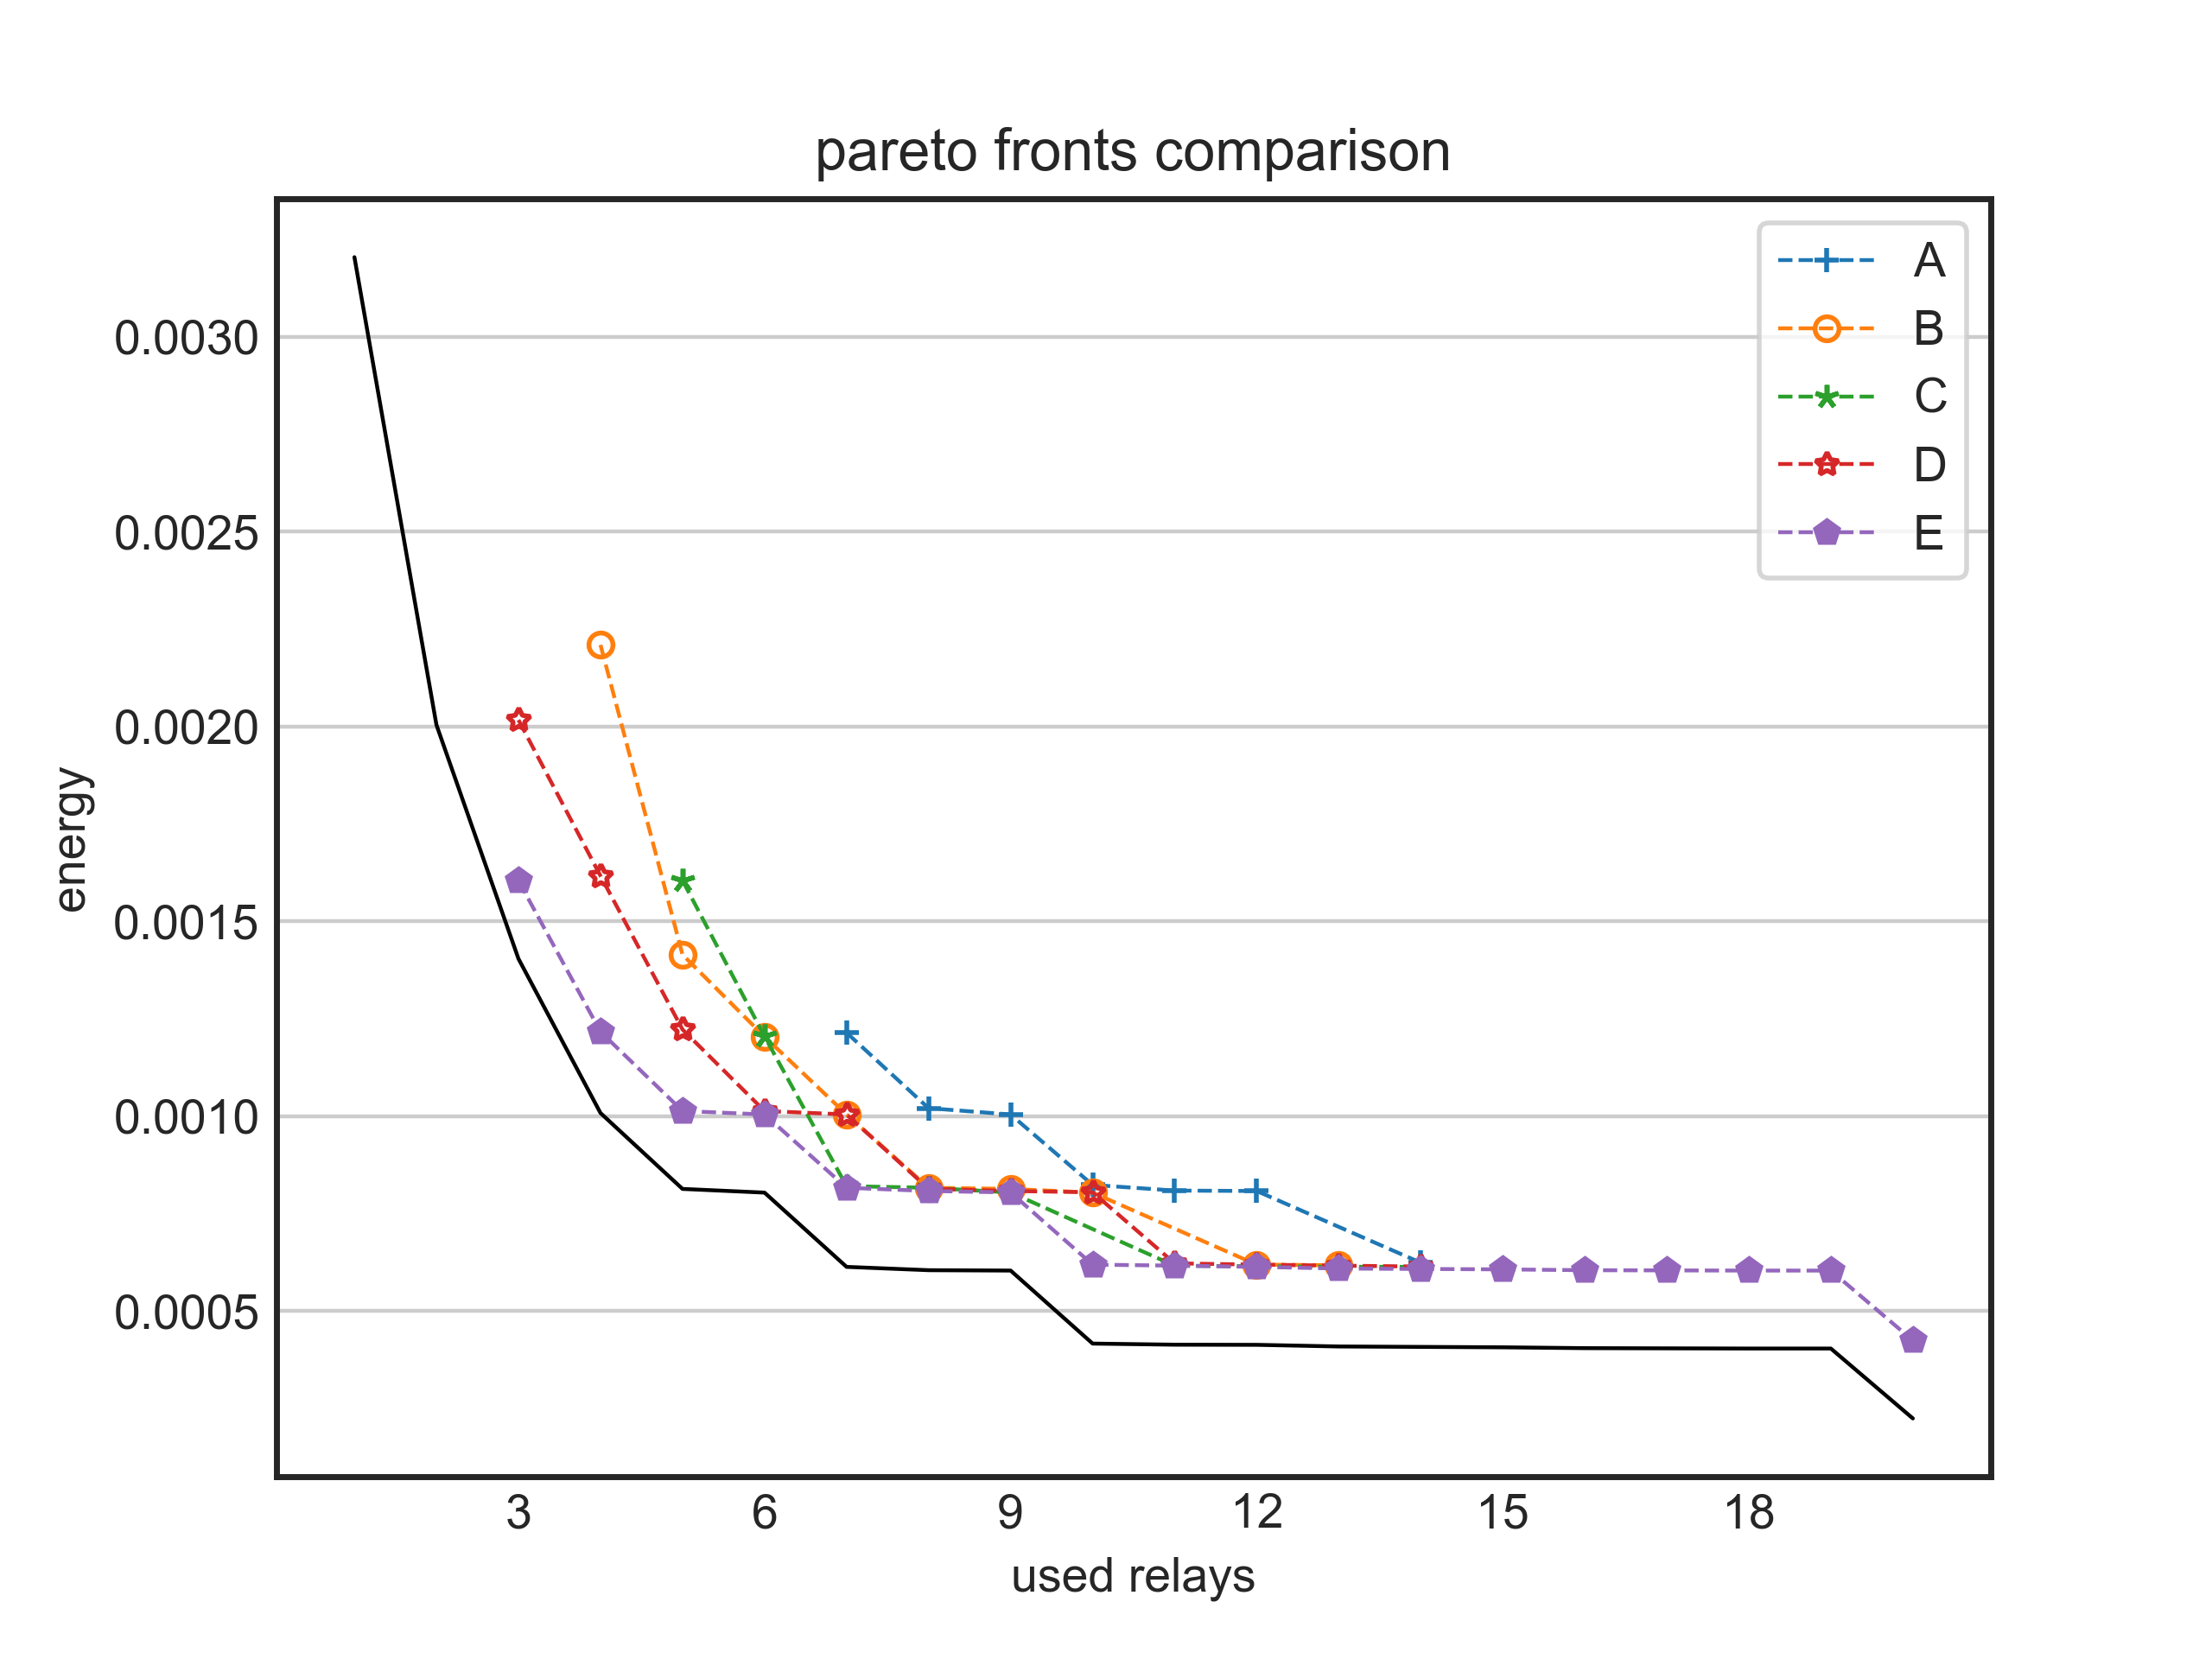 pareto fronts comparison
A
B
C
D
E
0.0030
0.0025
0.0020
0.0015
0.0010
0.0005
energy
3 6 9 12 15 18
used relays